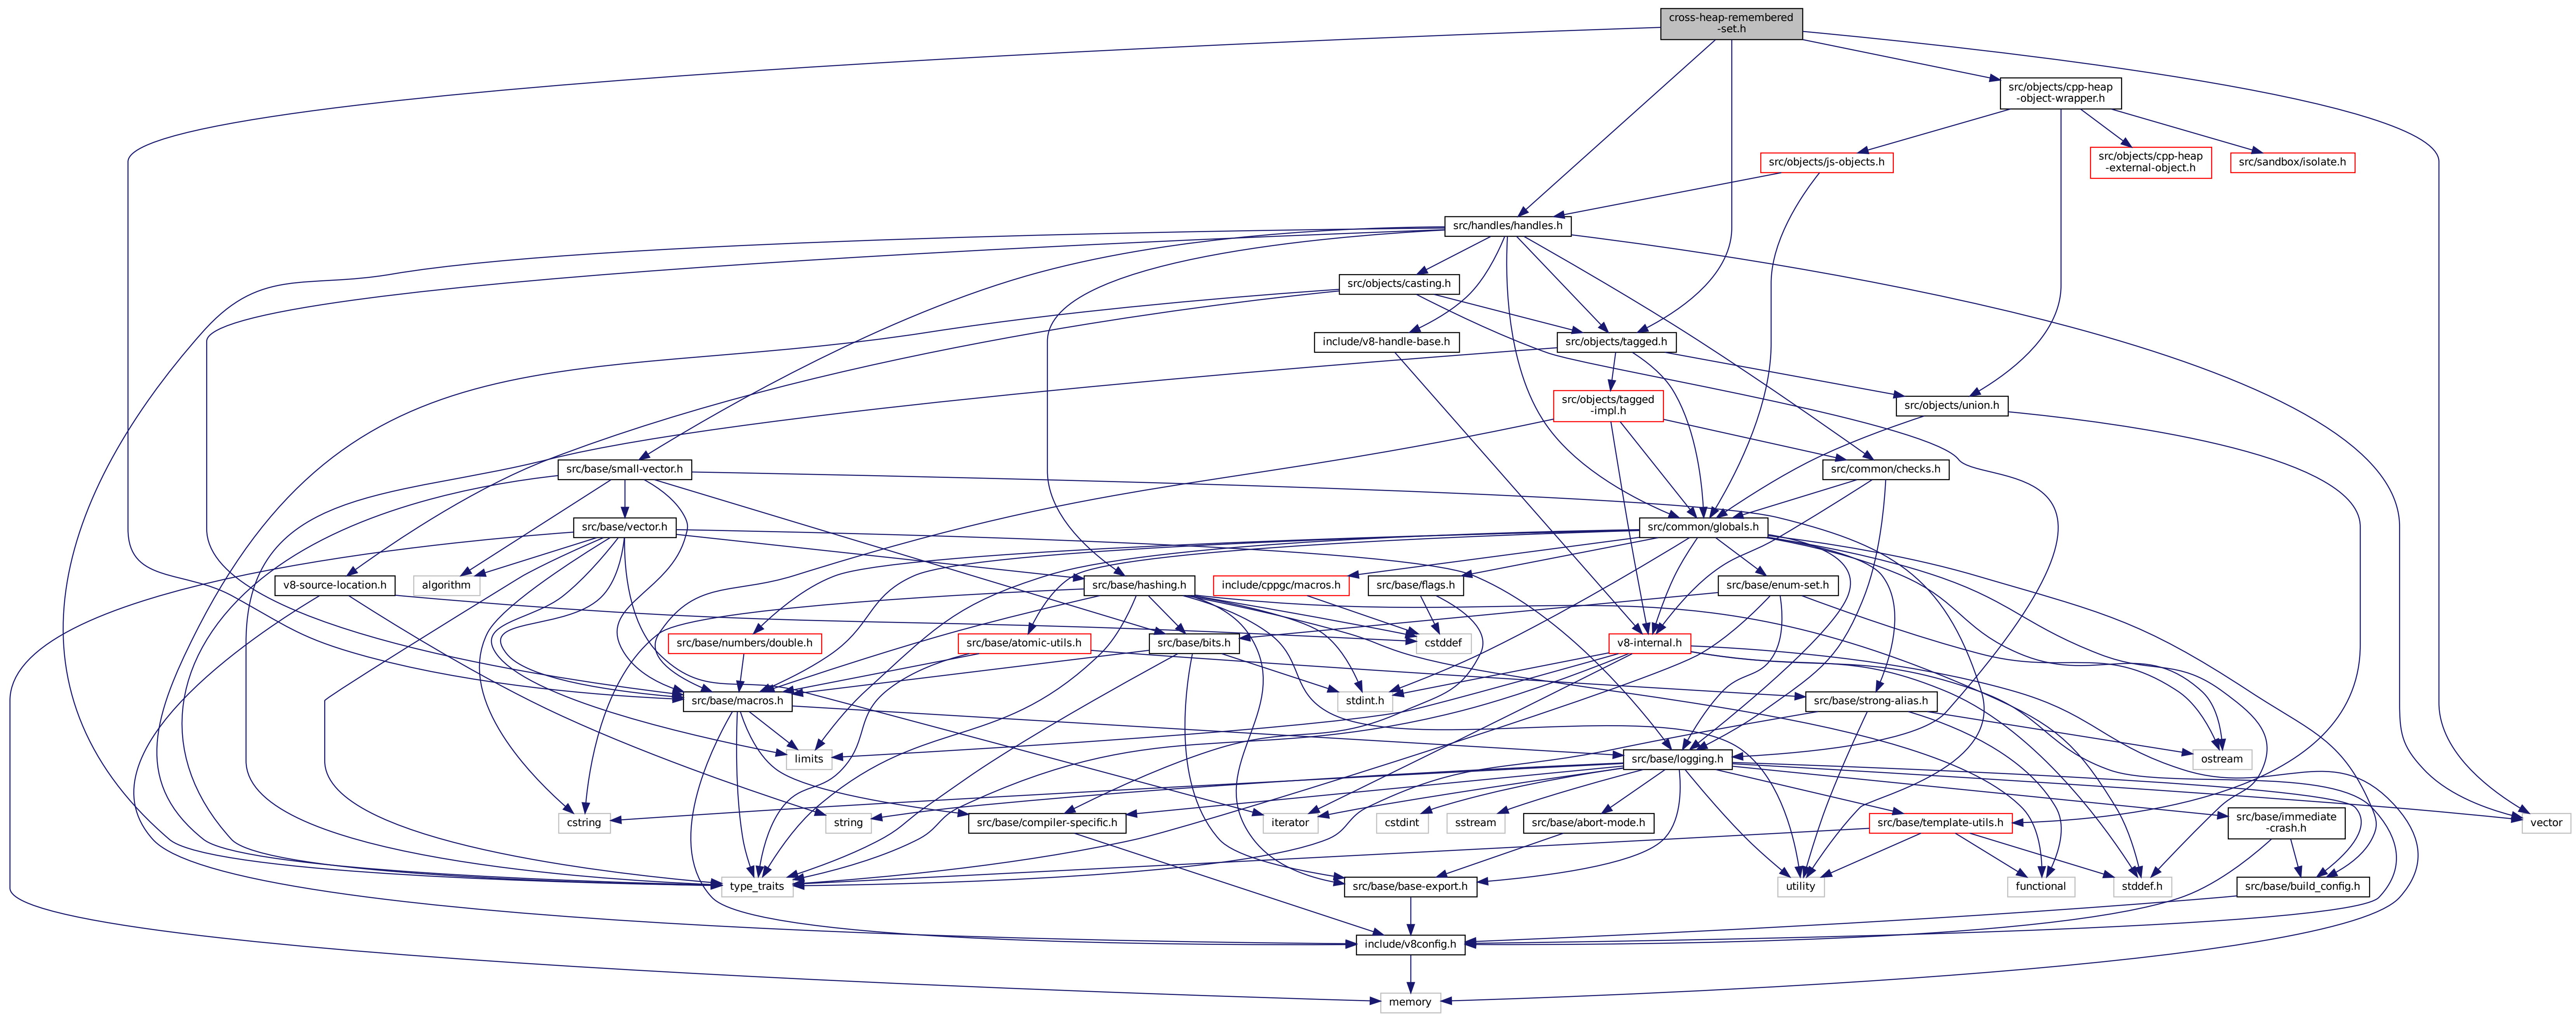 cross-heap-remembered
-set.h
src/objects/cpp-heap
-object-wrapper.h
src/objects/js-objects.h
src/objects/cpp-heap
-external-object.h
src/sandbox/isolate.h
src/handles/handles.h
src/objects/casting.h
include/v8-handle-base.h
src/objects/tagged.h
src/objects/tagged
-impl.h
src/objects/union.h
src/base/small-vector.h
src/common/checks.h
src/base/vector.h
src/common/globals.h
v8-source-location.h
algorithm
src/base/hashing.h
include/cppgc/macros.h
src/base/flags.h
src/base/enum-set.h
src/base/numbers/double.h
src/base/atomic-utils.h
src/base/bits.h
cstddef
v8-internal.h
src/base/macros.h
stdint.h
src/base/strong-alias.h
limits
src/base/logging.h
ostream
cstring
string
src/base/compiler-specific.h
iterator
cstdint
sstream
src/base/abort-mode.h
src/base/template-utils.h
src/base/immediate
-crash.h
vector
type_traits
src/base/base-export.h
utility
functional
stddef.h
src/base/build_config.h
include/v8config.h
memory